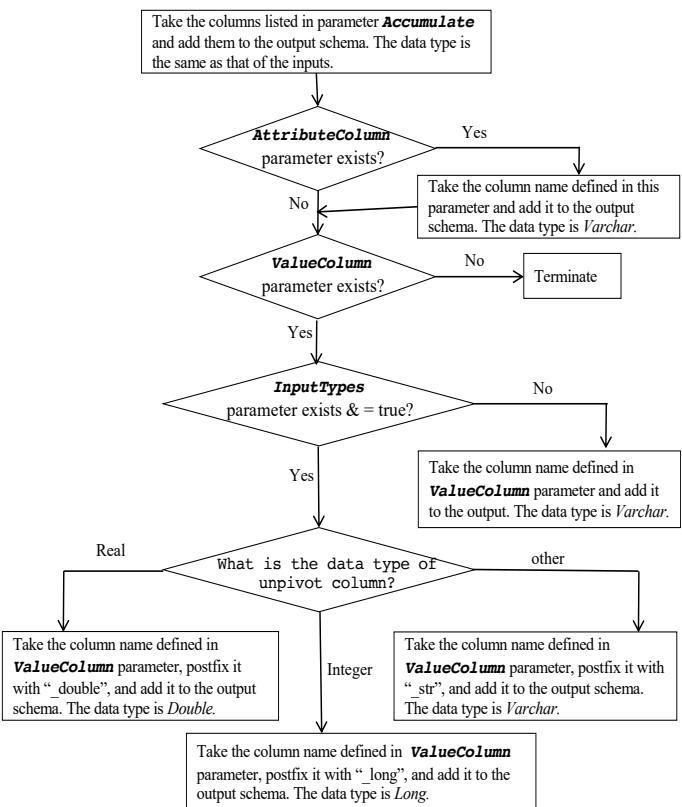 Take the columns listed in parameter Accumulate
and add them to the output schema. The data type is
the same as that of the inputs.
AttributeColumn
parameter exists?
Yes
No
Take the column name defined in this
parameter and add it to the output
schema. The data type is Varchar.
ValueColumn
parameter exists?
No
Terminate
Yes
InputTypes
parameter exists & = true?
No
Yes
Take the column name defined in
ValueColumn parameter and add it
to the output. The data type is Varchar.
What is the data type of
unpivot column?
Real
other
Integer
Take the column name defined in
ValueColumn parameter, postfix it
with “_double”, and add it to the output
schema. The data type is Double.
Take the column name defined in
ValueColumn parameter, postfix it with
“_str”, and add it to the output schema.
The data type is Varchar.
Take the column name defined in ValueColumn
parameter, postfix it with “_long”, and add it to the
output schema. The data type is Long.